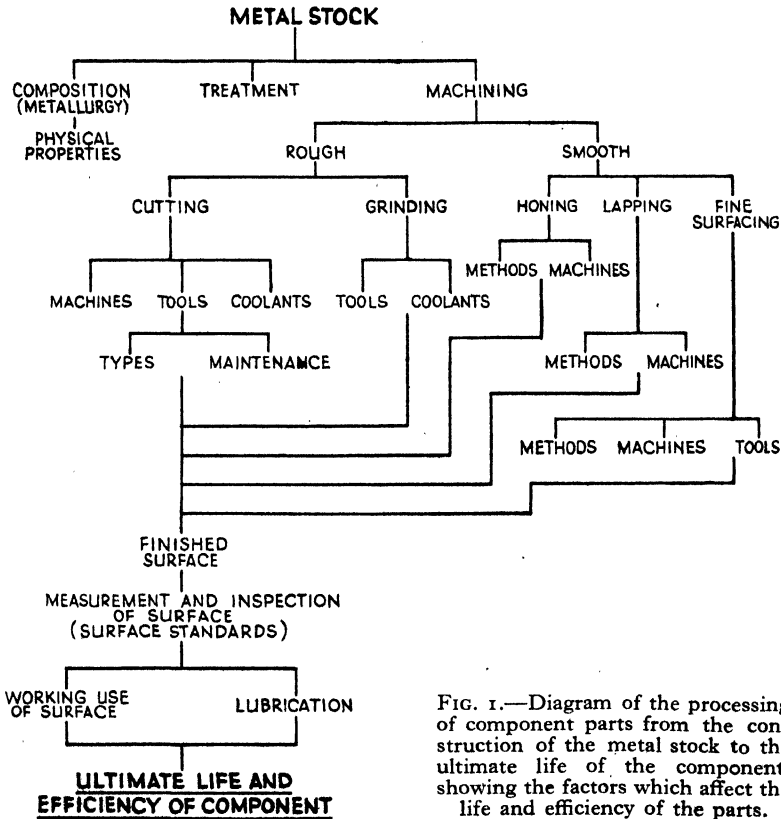 METAL STOCK
COMPOSITION
(METALLURGY)
TREATMENT
MACHINING
PHYSICAL
PROPERTIES
ROUGH
SMOOTH
CUTTING
GRINDING
HONING
LAPPING
FINE
SURFACING
METHODS
MACHINES
MACHINES
TOOLS
COOLANTS
TOOLS
COOLANTS
TYPES
MAINTENANCE
METHODS
MACHINES
METHODS
MACHINES
TOOLS
FINISHED
SURFACE
MEASUREMENT AND INSPECTION
OF SURFACE
(SURFACE STANDARDS)
WORKING USE
OF SURFACE
LUBRICATION
ULTIMATE LIFE AND
EFFICIENCY OF COMPONENT
FIG. 1.—Diagram of the processing
of component parts from the con-
struction of the metal stock to th
ultimate life of the component
showing the factors which affect th
life and efficiency of the parts.